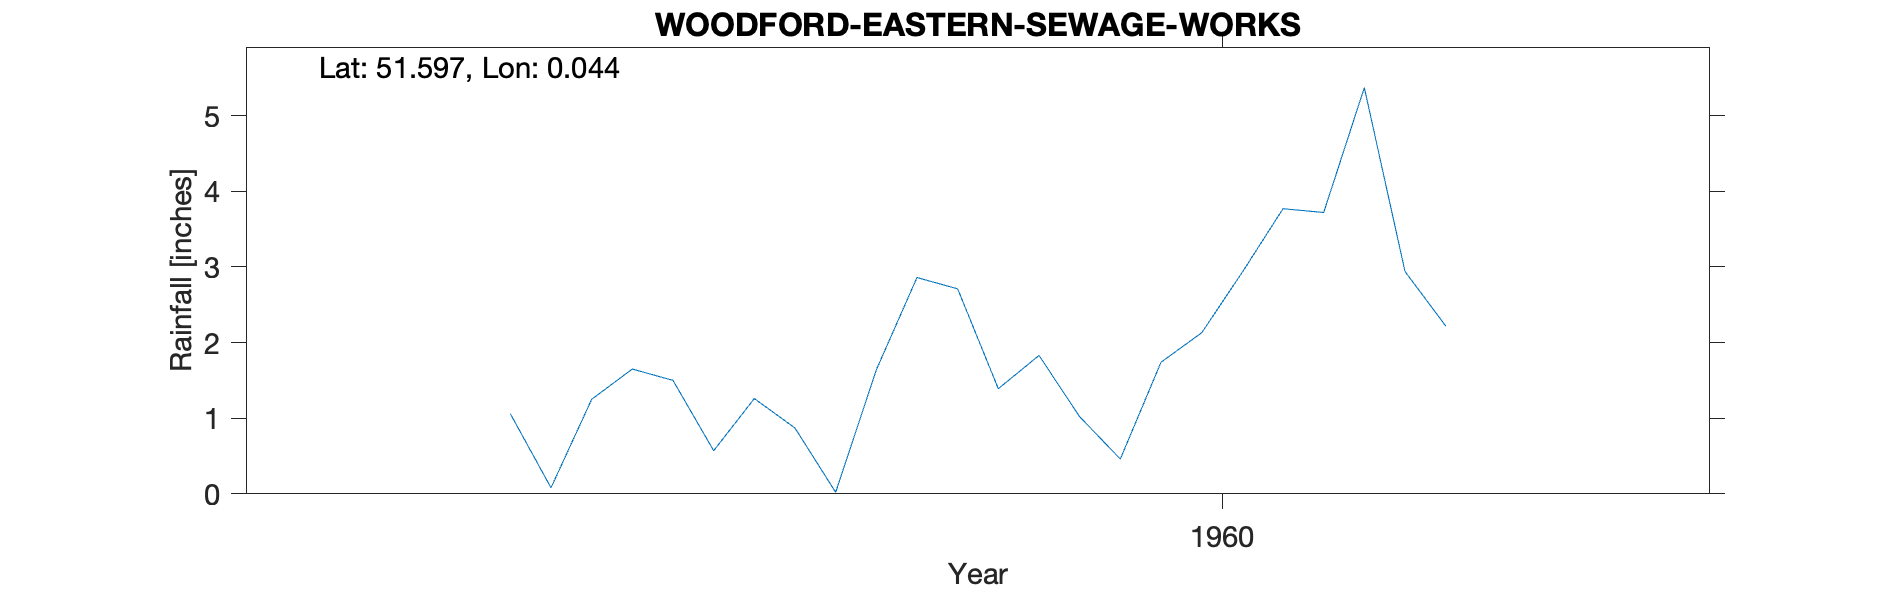 WOODFORD-EASTERN-SEWAGE-WORKS
Lat: 51.597, Lon: 0.044
5
4
3
2
1
0
Rainfall [inches]
1960
Year